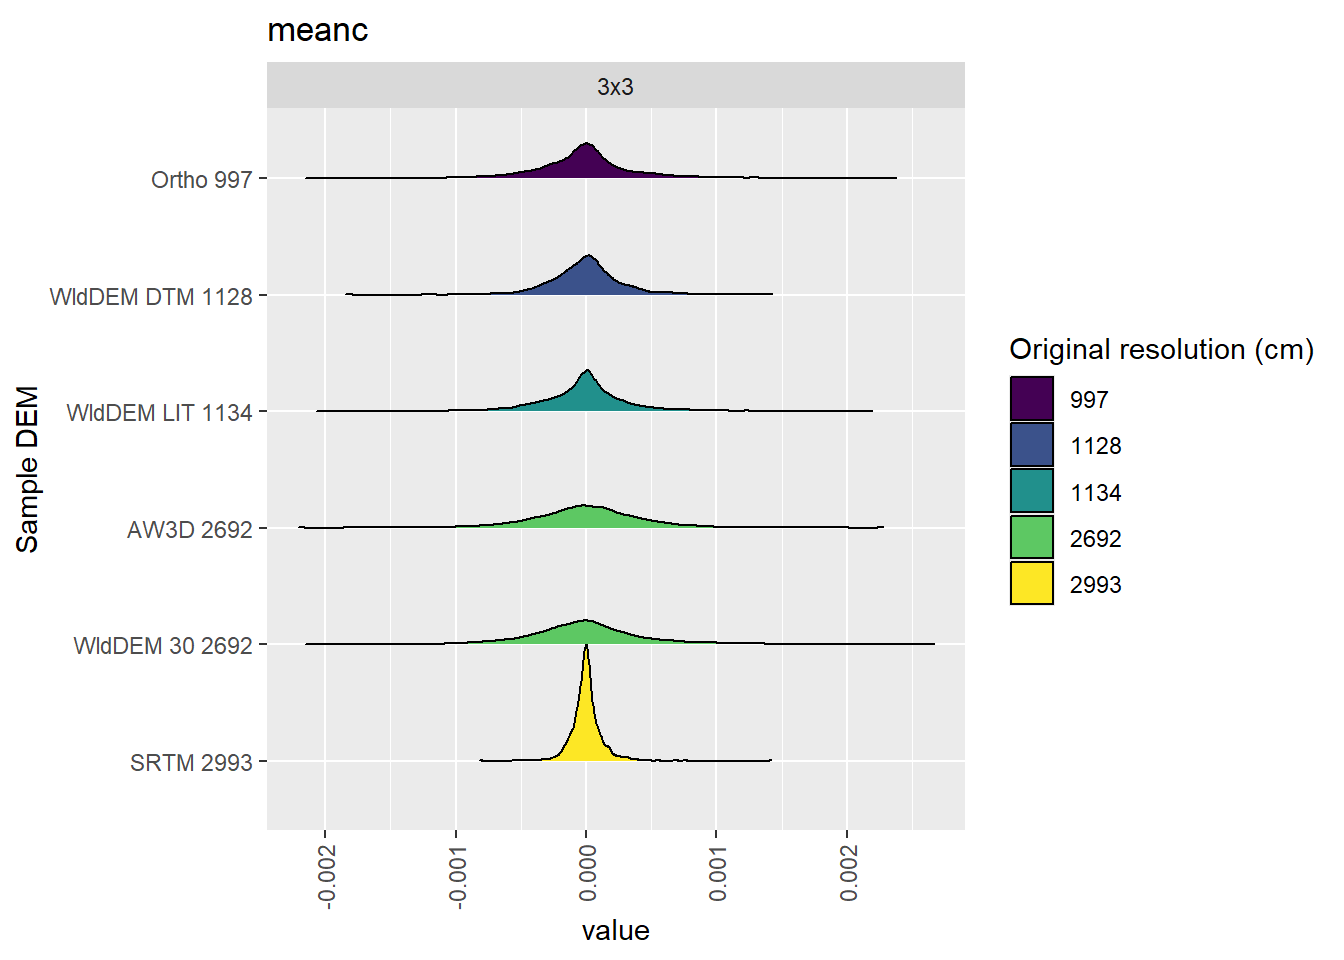 meanc
3x3
Ortho 997
WldDEM DTM 1128
WldDEM LIT 1134
AW3D 2692
WldDEM 30 2692
SRTM 2993
Sample DEM
-0.002
-0.001
0.000
0.001
0.002
value
Original resolution (cm)
997
1128
1134
2692
2993